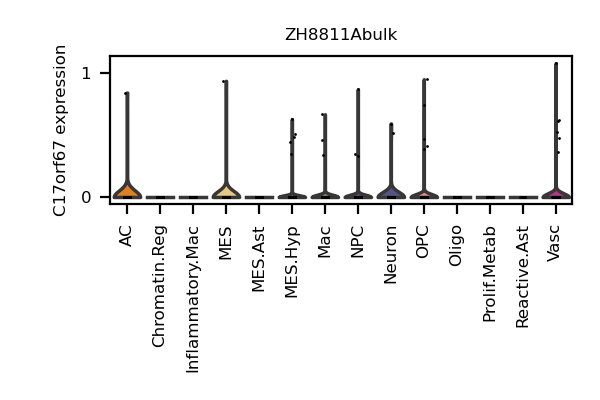 ZH8811Abulk
C17orf67 expression
1
0
AC
Chromatin.Reg
Inflammatory.Mac
MES
MES.Ast
MES.Hyp
Mac
NPC
Neuron
OPC
Oligo
Prolif.Metab
Reactive.Ast
Vasc